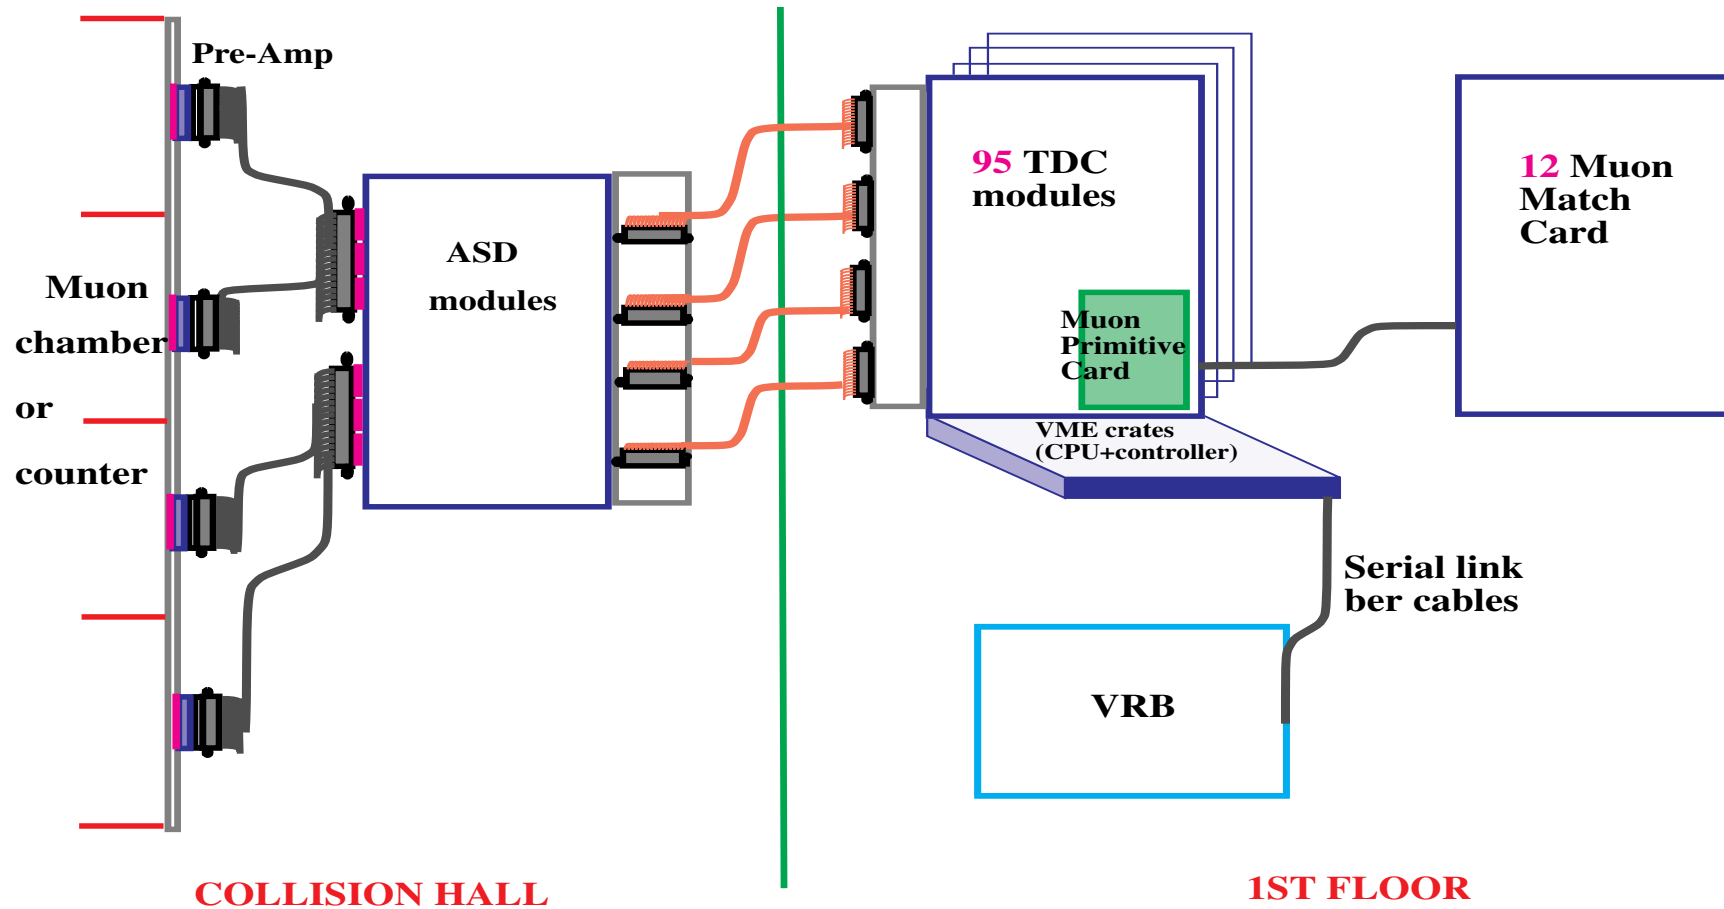 Pre-Amp
Muon
chamber
or
counter
ASD
modules
95 TDC
modules
Muon
Primitive
Card
VME crates
(CPU+controller)
12 Muon
Match
Card
Serial link
ber cables
VRB
COLLISION HALL
1ST FLOOR